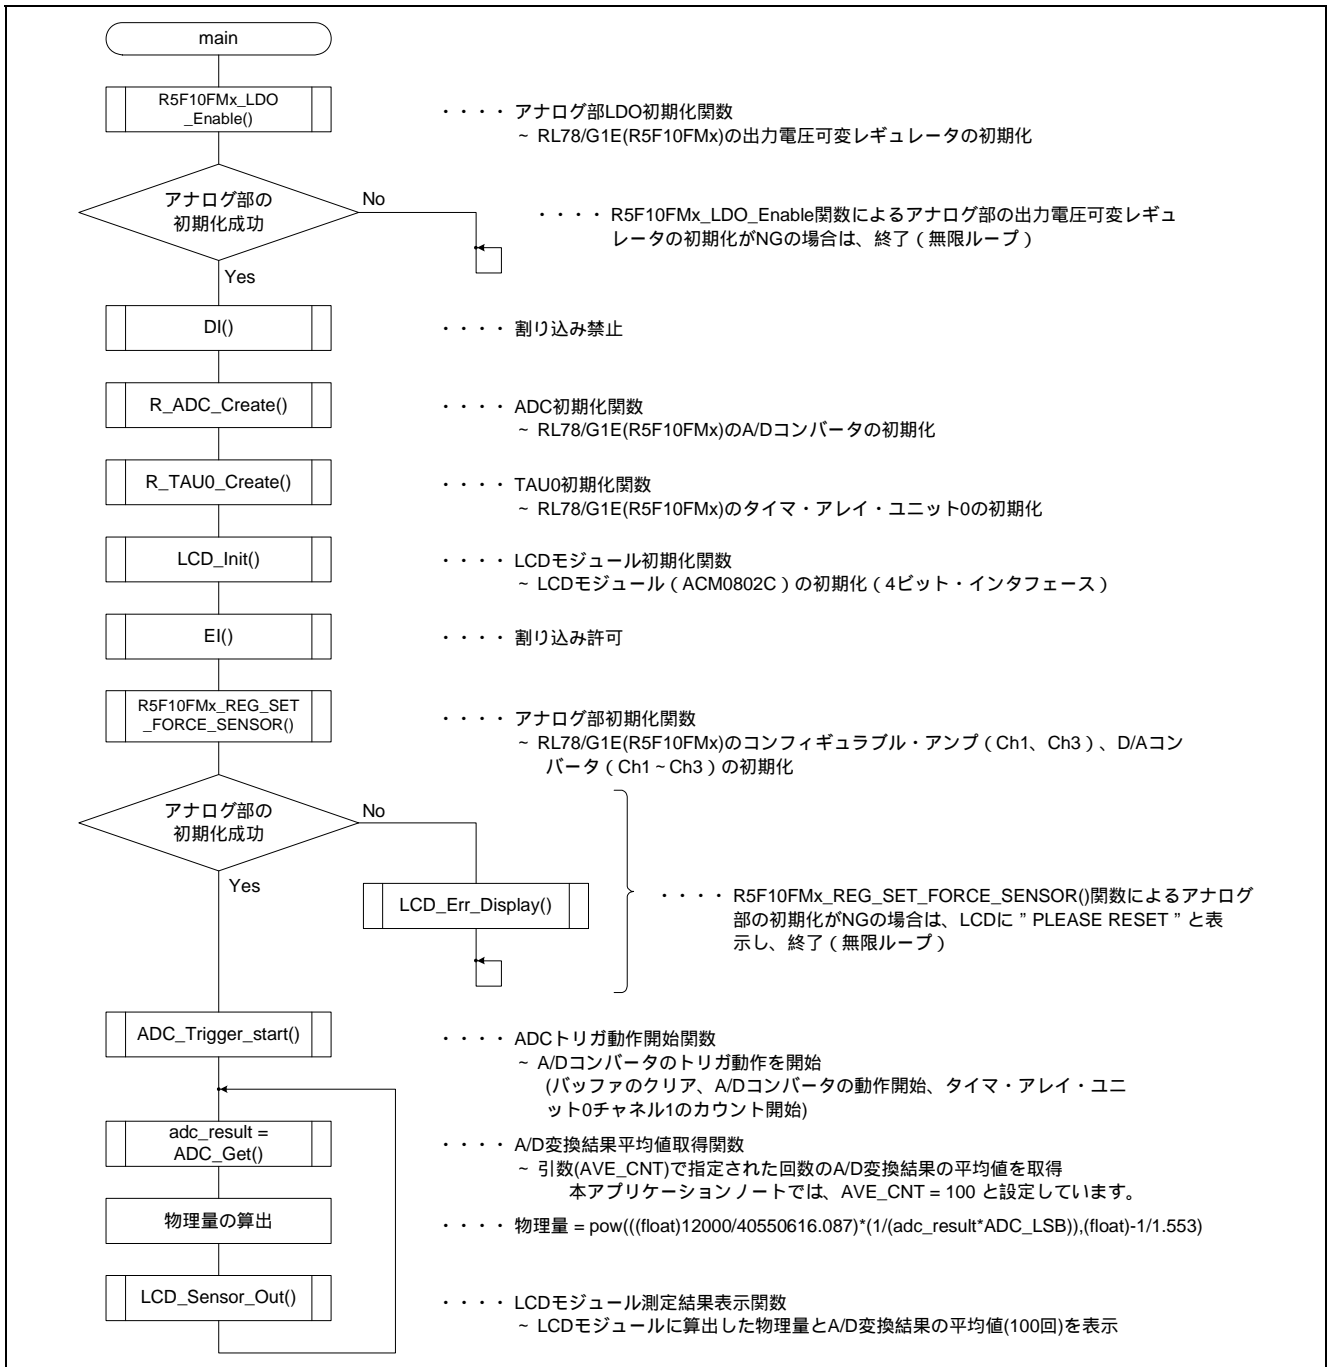 main
R5F10FMx_LDO
_Enable()
・・・・ アナログ部LDO初期化関数
~ RL78/G1E(R5F10FMx)の出力電圧可変レギュレータの初期化
アナログ部の
初期化成功
No
・・・・ R5F10FMx_LDO_Enable関数によるアナログ部の出力電圧可変レギュ
レータの初期化がNGの場合は、終了（無限ループ）
Yes
DI()
・・・・ 割り込み禁止
R_ADC_Create()
・・・・ ADC初期化関数
~ RL78/G1E(R5F10FMx)のA/Dコンバータの初期化
R_TAU0_Create()
・・・・ TAU0初期化関数
~ RL78/G1E(R5F10FMx)のタイマ・アレイ・ユニット0の初期化
LCD_Init()
・・・・ LCDモジュール初期化関数
~ LCDモジュール（ACM0802C）の初期化（4ビット・インタフェース）
EI()
・・・・ 割り込み許可
R5F10FMx_REG_SET
_FORCE_SENSOR()
・・・・ アナログ部初期化関数
~ RL78/G1E(R5F10FMx)のコンフィギュラブル・アンプ（Ch1、Ch3）、D/Aコン
バータ（Ch1～Ch3）の初期化
アナログ部の
初期化成功
No
Yes
LCD_Err_Display()
・・・・ R5F10FMx_REG_SET_FORCE_SENSOR()関数によるアナログ
部の初期化がNGの場合は、LCDに ” PLEASE RESET ” と表
示し、終了（無限ループ）
ADC_Trigger_start()
・・・・ ADCトリガ動作開始関数
~ A/Dコンバータのトリガ動作を開始
(バッファのクリア、A/Dコンバータの動作開始、タイマ・アレイ・ユニ
ット0チャネル1のカウント開始)
adc_result =
ADC_Get()
・・・・ A/D変換結果平均値取得関数
~ 引数(AVE_CNT)で指定された回数のA/D変換結果の平均値を取得
本アプリケーションノートでは、AVE_CNT = 100 と設定しています。
物理量の算出
・・・・ 物理量 = pow(((float)12000/40550616.087)*(1/(adc_result*ADC_LSB)),(float)-1/1.553)
LCD_Sensor_Out()
・・・・ LCDモジュール測定結果表示関数
~ LCDモジュールに算出した物理量とA/D変換結果の平均値(100回)を表示